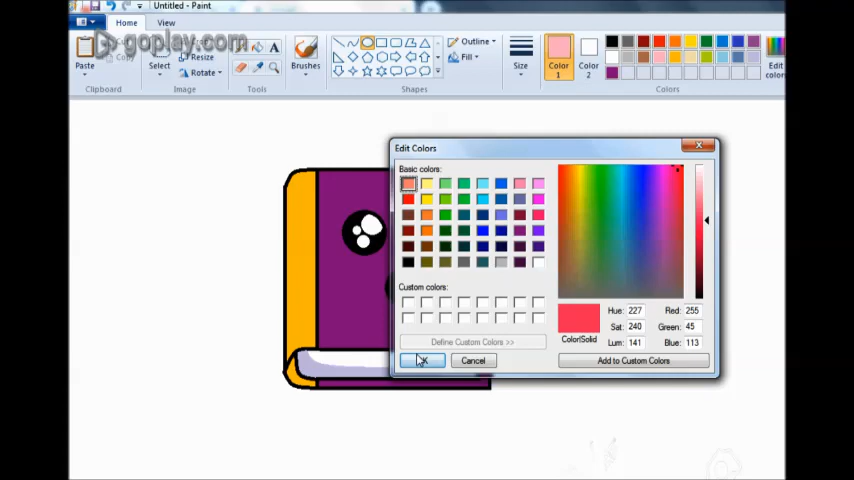 Untitled - Paint
Home View
goplay.com
Paste
Select
Resize
Rotate
Brushes
Outline
Fill
Size
Color 1
Color 2
Edit colors
Clipboard Image Tools Shapes Colors
Edit Colors
Basic colors:
Custom colors:
Define Custom Colors >>
Cancel
Color|Solid
Hue: 227 Red: 255
Sat: 240 Green: 45
Lum: 141 Blue: 113
Add to Custom Colors